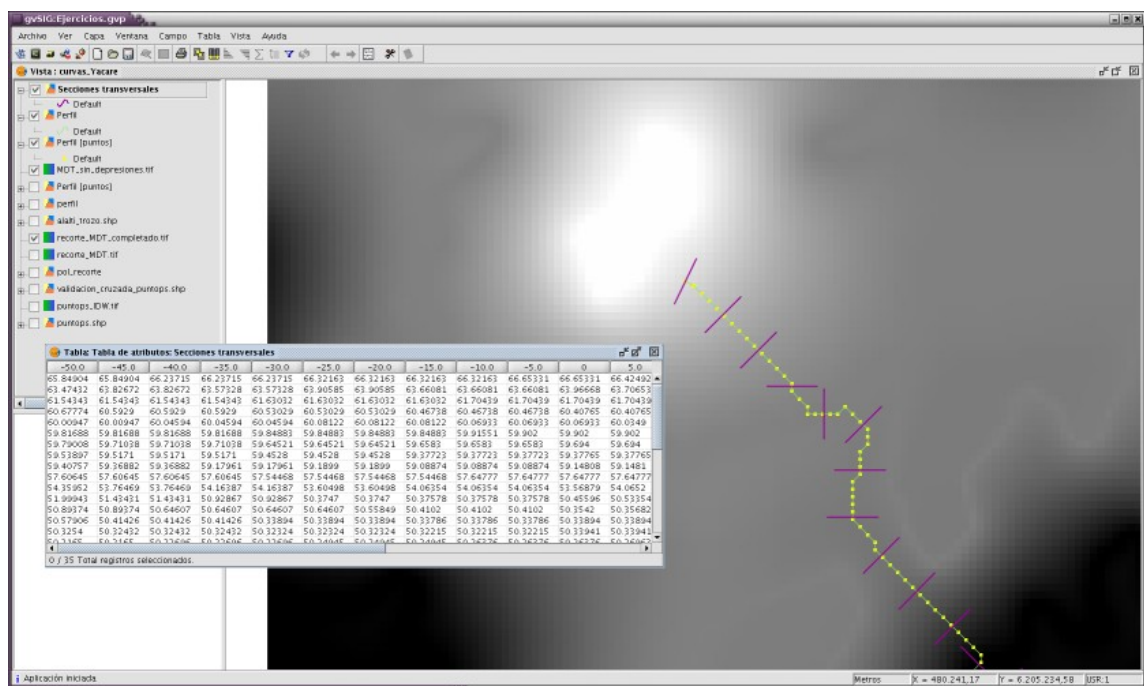 gvSIG:Ejercicios.gvp
Archivo Ver Capa Ventana Campo Tabla Vista Ayuda
Vista : curvas_Yacare
Secciones transversales
Default
Perfil
Default
Perfil [puntos]
Default
MDT_sin_depresiones.tif
Perfil [puntos]
perfil
alalti_trozo.shp
recorte_MDT_completado.tif
recorte_MDT.tif
pol_recorte
validacion_cruzada_puntops.shp
puntops_IDW.tif
puntops.shp
Tabla: Tabla de atributos: Secciones transversales
-50.0 -45.0 -40.0 -35.0 -30.0 -25.0 -20.0 -15.0 -10.0 -5.0 0 5.0
65.84904 65.84904 66.23715 66.23715 66.23715 66.32163 66.32163 66.32163 66.32163 66.65331 66.65331 66.42492
63.47432 63.82672 63.82672 63.57328 63.57328 63.90585 63.90585 63.66081 63.66081 63.66081 63.96668 63.70653
61.54343 61.54343 61.54343 61.54343 61.63032 61.63032 61.63032 61.63032 61.70439 61.70439 61.70439 61.70439
60.67774 60.5929 60.5929 60.5929 60.53029 60.53029 60.53029 60.46738 60.46738 60.46738 60.40765 60.40765
60.00947 60.00947 60.04594 60.04594 60.04594 60.08122 60.08122 60.08122 60.06933 60.06933 60.06933 60.0349
59.81688 59.81688 59.81688 59.81688 59.84883 59.84883 59.84883 59.84883 59.91551 59.902 59.902 59.902
59.79008 59.71038 59.71038 59.71038 59.64521 59.64521 59.64521 59.6583 59.6583 59.6583 59.694 59.694
59.53897 59.5171 59.5171 59.5171 59.4528 59.4528 59.4528 59.37723 59.37723 59.37723 59.37765 59.37765
59.40757 59.36882 59.36882 59.17961 59.17961 59.1899 59.1899 59.08874 59.08874 59.08874 59.14808 59.1481
57.60645 57.60645 57.60645 57.60645 57.54468 57.54468 57.54468 57.64777 57.64777 57.64777 57.64777 57.64777
54.35952 53.76469 53.76469 54.16387 54.16387 53.60498 53.60498 54.06354 54.06354 54.06354 53.56879 54.0652
51.99943 51.43431 51.43431 50.92867 50.92867 50.3747 50.3747 50.37578 50.37578 50.37578 50.45596 50.53354
50.89374 50.89374 50.64607 50.64607 50.64607 50.64607 50.55849 50.4102 50.4102 50.4102 50.3542 50.35682
50.57906 50.41426 50.41426 50.41426 50.33894 50.33894 50.33894 50.33786 50.33786 50.33786 50.33894 50.33894
50.3254 50.32432 50.32432 50.32432 50.32324 50.32324 50.32324 50.32215 50.32215 50.32215 50.33941 50.33941
0 / 35 Total registros seleccionados.
Aplicación iniciada Metros X = 480.241,17 Y = 6.205.234,58 USR:1